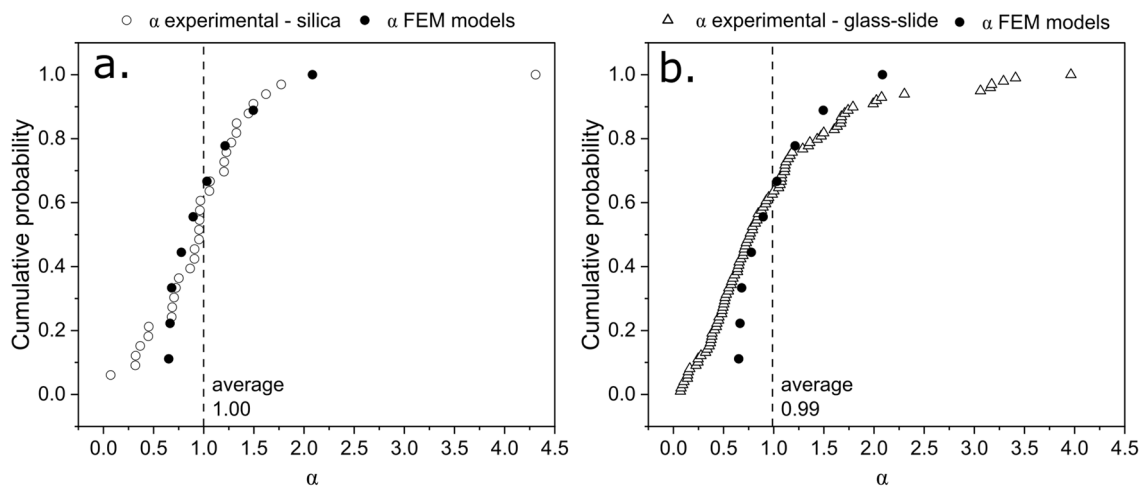 ○ α experimental - silica ● α FEM models
a.
Cumulative probability
1.0
0.8
0.6
0.4
0.2
0.0
average
1.00
0.0 0.5 1.0 1.5 2.0 2.5 3.0 3.5 4.0 4.5
α
△ α experimental - glass-slide ● α FEM models
b.
Cumulative probability
1.0
0.8
0.6
0.4
0.2
0.0
average
0.99
0.0 0.5 1.0 1.5 2.0 2.5 3.0 3.5 4.0 4.5
α